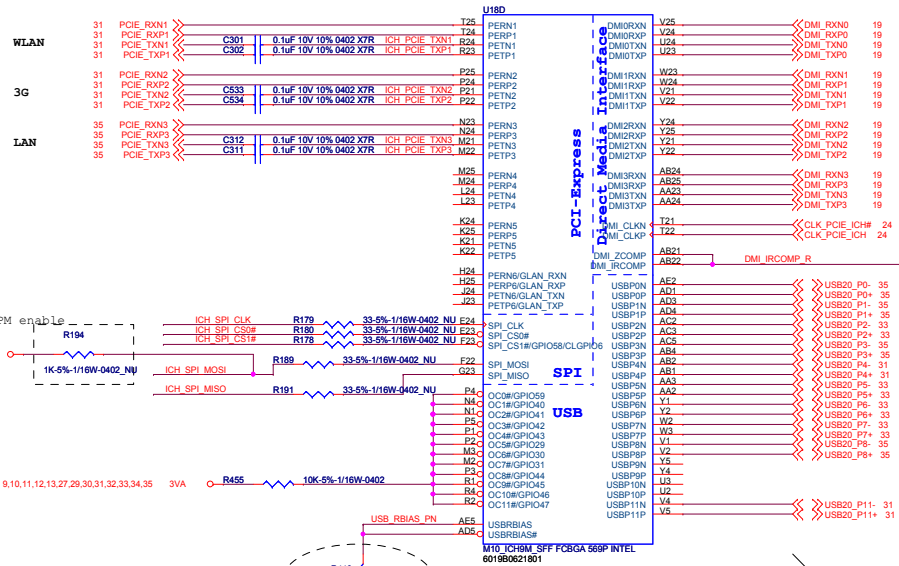 U18D
WLAN
31 PCIE_RXN1 T25 PERN1 DMI0RXN V25 DMI_RXN0 19
31 PCIE_RXP1 T24 PERP1 DMI0RXP V24 DMI_RXP0 19
31 PCIE_TXN1 C301 0.1uF 10V 10% 0402 X7R ICH_PCIE_TXN1 R24 PETN1 DMI0TXN U24 DMI_TXN0 19
31 PCIE_TXP1 C302 0.1uF 10V 10% 0402 X7R ICH_PCIE_TXP1 R23 PETP1 DMI0TXP U23 DMI_TXP0 19
3G
31 PCIE_RXN2 P25 PERN2 DMI1RXN W23 DMI_RXN1 19
31 PCIE_RXP2 P24 PERP2 DMI1RXP W24 DMI_RXP1 19
31 PCIE_TXN2 C533 0.1uF 10V 10% 0402 X7R ICH_PCIE_TXN2 P21 PETN2 DMI1TXN V21 DMI_TXN1 19
31 PCIE_TXP2 C534 0.1uF 10V 10% 0402 X7R ICH_PCIE_TXP2 P22 PETP2 DMI1TXP V22 DMI_TXP1 19
LAN
35 PCIE_RXN3 N23 PERN3 DMI2RXN Y24 DMI_RXN2 19
35 PCIE_RXP3 N24 PERP3 DMI2RXP Y25 DMI_RXP2 19
35 PCIE_TXN3 C312 0.1uF 10V 10% 0402 X7R ICH_PCIE_TXN3 M21 PETN3 DMI2TXN Y21 DMI_TXN2 19
35 PCIE_TXP3 C311 0.1uF 10V 10% 0402 X7R ICH_PCIE_TXP3 M22 PETP3 DMI2TXP Y22 DMI_TXP2 19
PCI-Express
Direct Media Interface
M25 PERN4 DMI3RXN AB24 DMI_RXN3 19
M24 PERP4 DMI3RXP AB25 DMI_RXP3 19
L24 PETN4 DMI3TXN AA23 DMI_TXN3 19
L23 PETP4 DMI3TXP AA24 DMI_TXP3 19
K24 PERN5 DMI_CLKN T21 CLK_PCIE_ICH# 24
K25 PERP5 DMI_CLKP T22 CLK_PCIE_ICH 24
K21 PETN5
K22 PETP5 DMI_ZCOMP AB21
DMI_IRCOMP AB22 DMI_IRCOMP_R
H24 PERN6/GLAN_RXN
H25 PERP6/GLAN_RXP USBP0N AE2 USB20_P0- 35
J24 PETN6/GLAN_TXN USBP0P AD1 USB20_P0+ 35
J23 PETP6/GLAN_TXP USBP1N AD3 USB20_P1- 35
USBP1P AD4 USB20_P1+ 35
PM enable
ICH_SPI_CLK R179 33-5%-1/16W-0402_NU E24 SPI_CLK USBP2N AC2 USB20_P2- 33
ICH_SPI_CS0# R180 33-5%-1/16W-0402_NU E23 SPI_CS0# USBP2P AC3 USB20_P2+ 33
R194 ICH_SPI_CS1# R178 33-5%-1/16W-0402_NU F23 SPI_CS1#/GPIO58/CLGPIO6 USBP3N AC5 USB20_P3- 35
USBP3P AB4 USB20_P3+ 35
1K-5%-1/16W-0402_NU ICH_SPI_MOSI R189 33-5%-1/16W-0402_NU F22 SPI_MOSI USBP4N AB2 USB20_P4- 31
G23 SPI_MISO SPI USBP4P AB1 USB20_P4+ 31
ICH_SPI_MISO R191 33-5%-1/16W-0402_NU USBP5N AA3 USB20_P5- 33
P4 OC0#/GPIO59 USBP5P AA2 USB20_P5+ 33
N4 OC1#/GPIO40 USBP6N Y1 USB20_P6- 33
N1 OC2#/GPIO41 USB USBP6P Y2 USB20_P6+ 33
P5 OC3#/GPIO42 USBP7N W2 USB20_P7- 33
P1 OC4#/GPIO43 USBP7P W3 USB20_P7+ 33
P2 OC5#/GPIO29 USBP8N V1 USB20_P8- 35
M3 OC6#/GPIO30 USBP8P V2 USB20_P8+ 35
M2 OC7#/GPIO31 USBP9N Y5
P3 OC8#/GPIO44 USBP9P Y4
9,10,11,12,13,27,29,30,31,32,33,34,35 3VA R455 10K-5%-1/16W-0402 R1 OC9#/GPIO45 USBP10N U3
R4 OC10#/GPIO46 USBP10P U2
R2 OC11#/GPIO47 USBP11N V4 USB20_P11- 31
USBP11P V5 USB20_P11+ 31
USB_RBIAS_PN AE5 USBRBIAS
AD5 USBRBIAS#
M10_ICH9M_SFF FCBGA 569P INTEL
6019B0621801